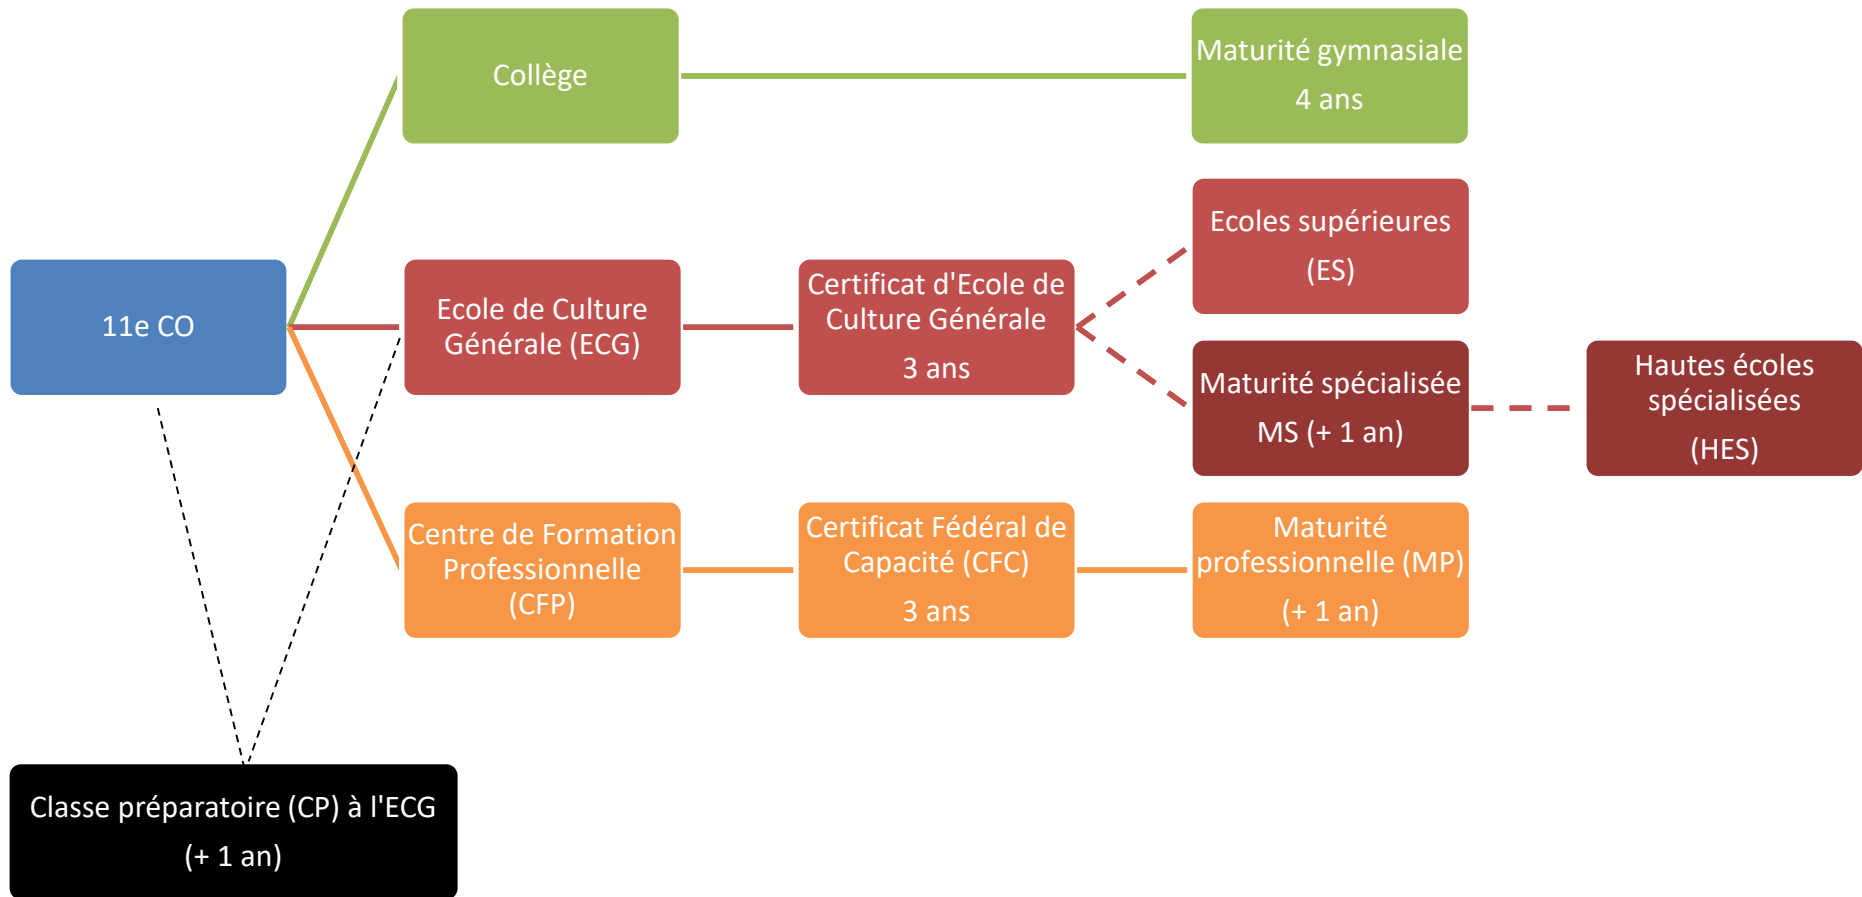 Collège
Maturité gymnasiale
4 ans
Ecoles supérieures
(ES)
11e CO
Ecole de Culture
Générale (ECG)
Certificat d'Ecole de
Culture Générale
3 ans
Maturité spécialisée
MS (+ 1 an)
Hautes écoles
spécialisées
(HES)
Centre de Formation
Professionnelle
(CFP)
Certificat Fédéral de
Capacité (CFC)
3 ans
Maturité
professionnelle (MP)
(+ 1 an)
Classe préparatoire (CP) à l'ECG
(+ 1 an)